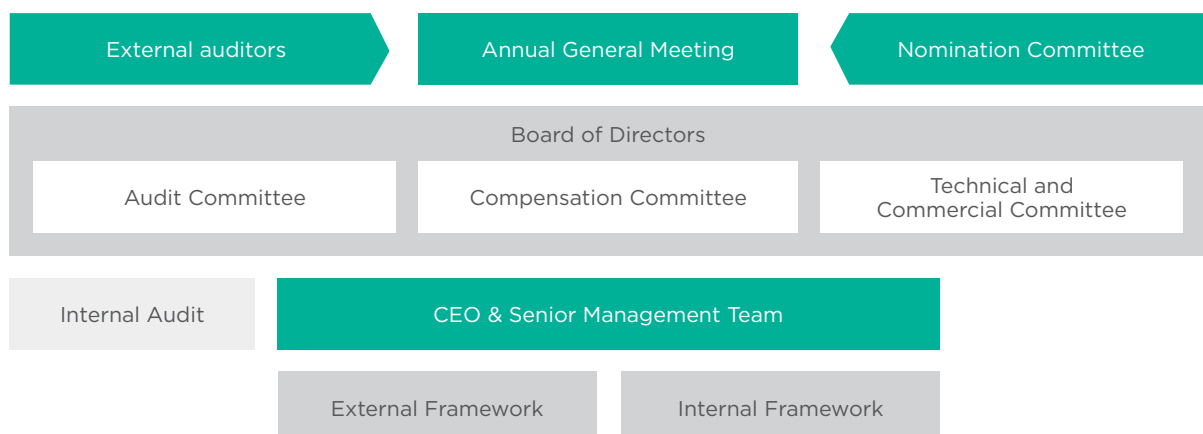 External auditors
Annual General Meeting
Nomination Committee
Board of Directors
Audit Committee
Compensation Committee
Technical and
Commercial Committee
Internal Audit
CEO & Senior Management Team
External Framework
Internal Framework